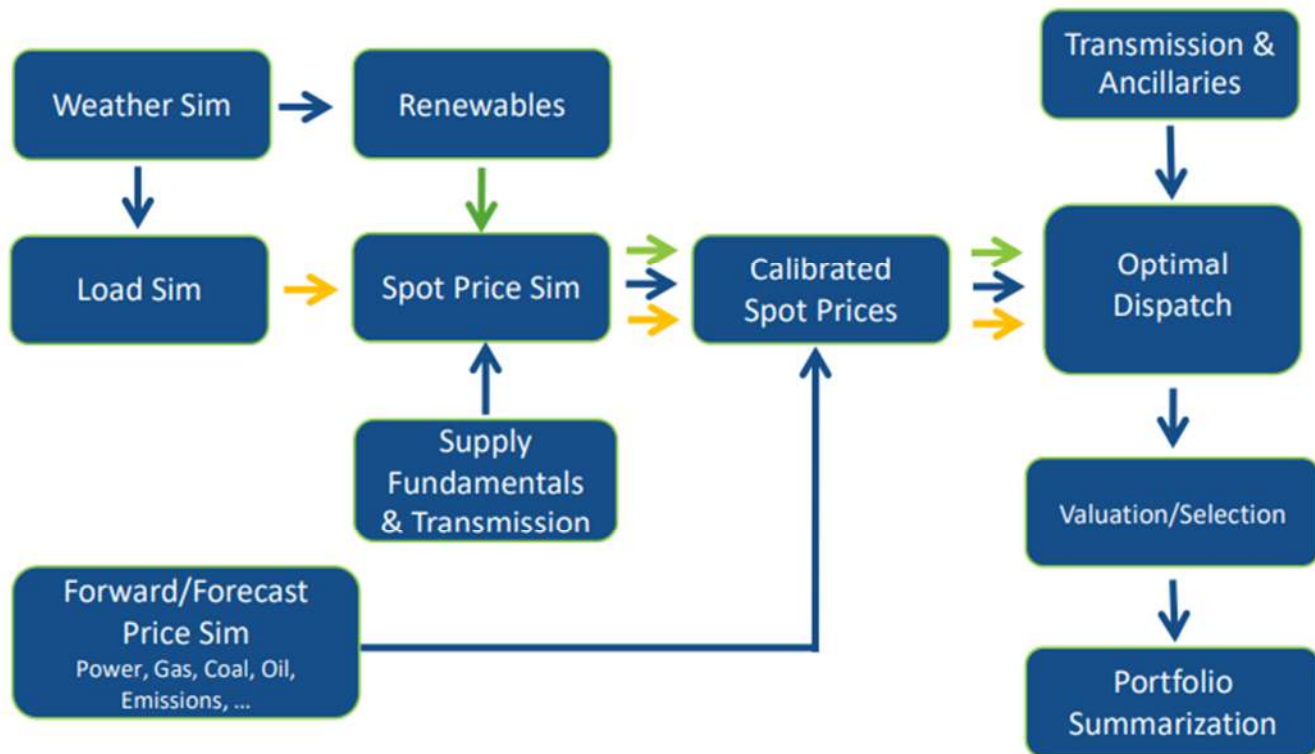 Weather Sim
Renewables
Transmission &
Ancillaries
Load Sim
Spot Price Sim
Calibrated
Spot Prices
Optimal
Dispatch
Supply
Fundamentals
& Transmission
Valuation/Selection
Forward/Forecast
Price Sim
Power, Gas, Coal, Oil,
Emissions, ...
Portfolio
Summarization